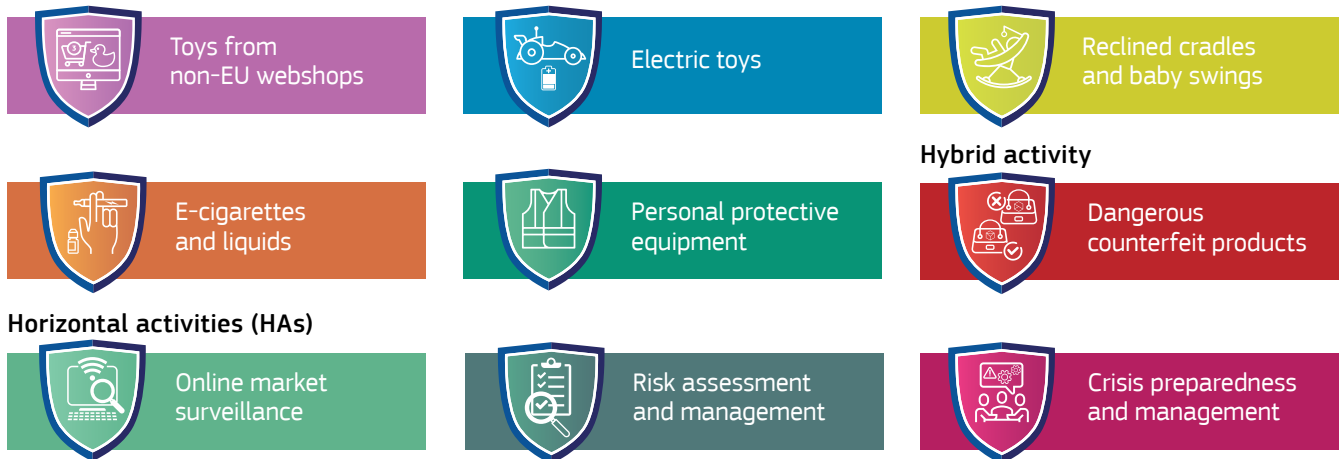 Toys from
non-EU webshops
Electric toys
Reclined cradles
and baby swings
E-cigarettes
and liquids
Personal protective
equipment
Hybrid activity
Dangerous
counterfeit products
Horizontal activities (HAs)
Online market
surveillance
Risk assessment
and management
Crisis preparedness
and management